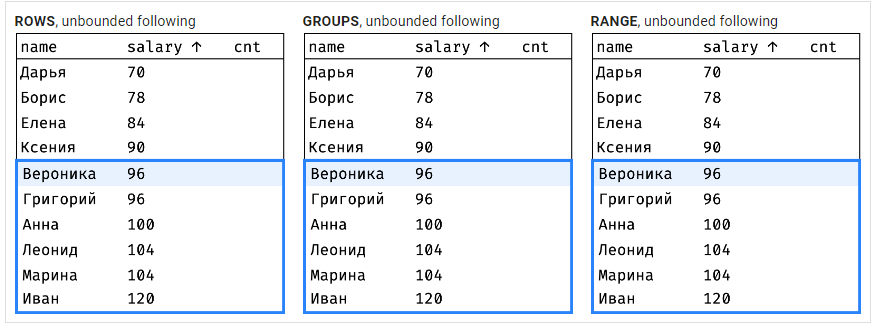 ROWS, unbounded following
name salary ↑ cnt
Дарья 70
Борис 78
Елена 84
Ксения 90
Вероника 96
Григорий 96
Анна 100
Леонид 104
Марина 104
Иван 120
GROUPS, unbounded following
name salary ↑ cnt
Дарья 70
Борис 78
Елена 84
Ксения 90
Вероника 96
Григорий 96
Анна 100
Леонид 104
Марина 104
Иван 120
RANGE, unbounded following
name salary ↑ cnt
Дарья 70
Борис 78
Елена 84
Ксения 90
Вероника 96
Григорий 96
Анна 100
Леонид 104
Марина 104
Иван 120